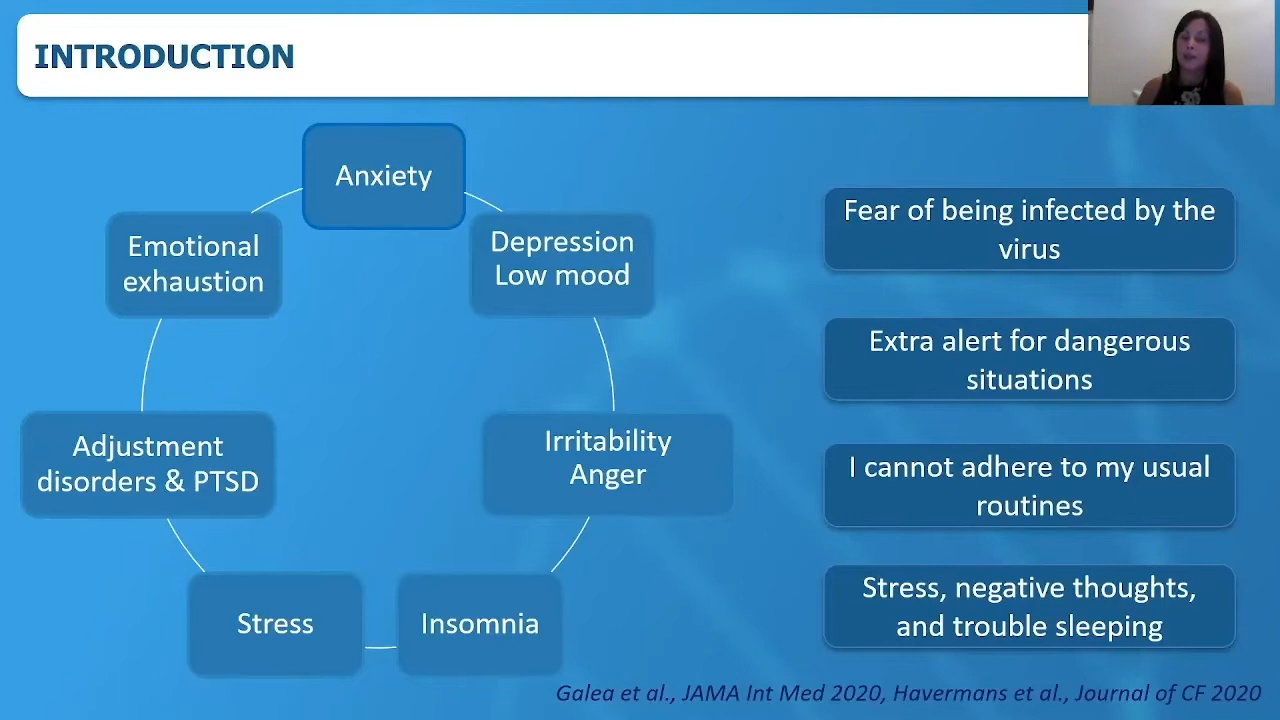 INTRODUCTION
Anxiety
Depression
Low mood
Irritability
Anger
Insomnia
Stress
Adjustment
disorders & PTSD
Emotional
exhaustion
Fear of being infected by the
virus
Extra alert for dangerous
situations
I cannot adhere to my usual
routines
Stress, negative thoughts,
and trouble sleeping
Galea et al., JAMA Int Med 2020, Havermans et al., Journal of CF 2020